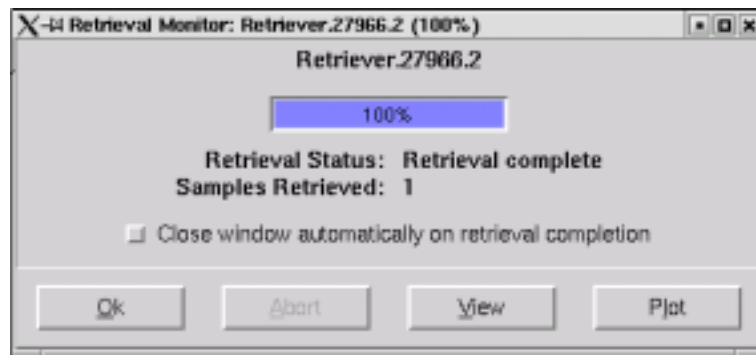 Retrieval Monitor: Retriever.27966.2 (100%)
Retriever.27966.2
100%
Retrieval Status: Retrieval complete
Samples Retrieved: 1
Close window automatically on retrieval completion
Ok Abort View Plot